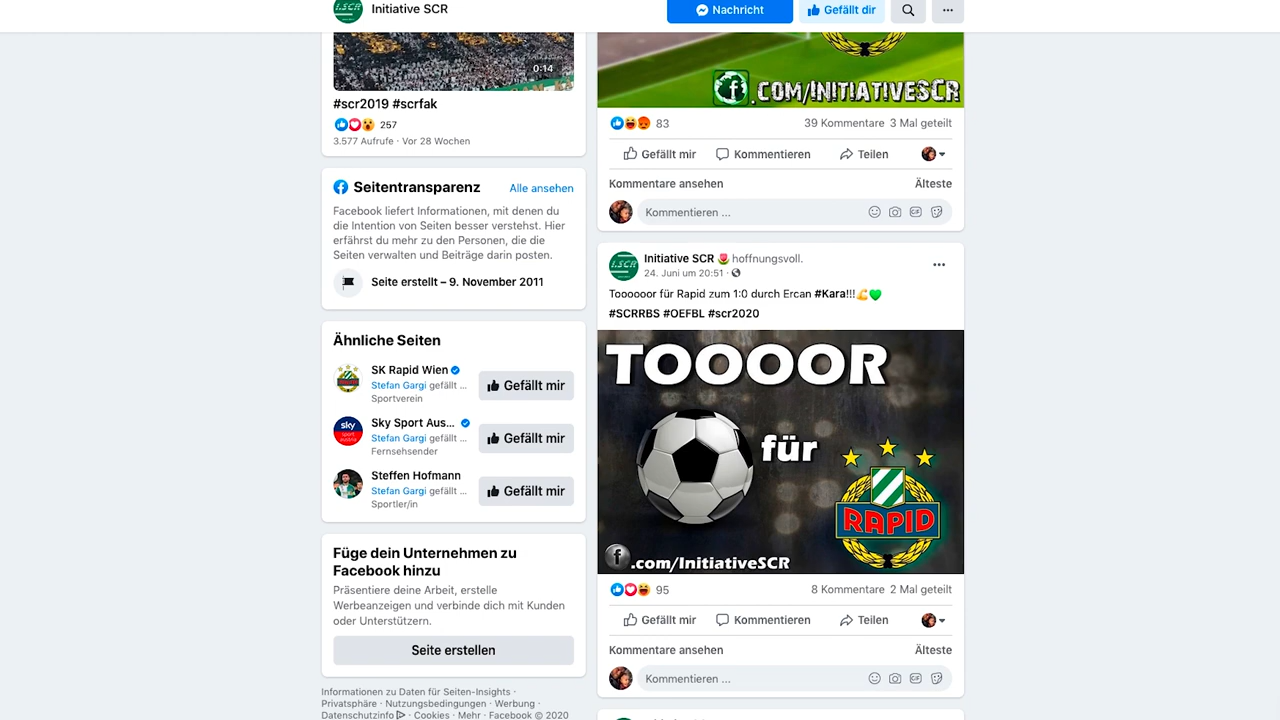 Initiative SCR
Nachricht
Gefällt dir
0:14
#scr2019 #scrfak
257
3.577 Aufrufe · Vor 28 Wochen
Seitentransparenz
Alle ansehen
Facebook liefert Informationen, mit denen du
die Intention von Seiten besser verstehst. Hier
erfährst du mehr zu den Personen, die die
Seiten verwalten und Beiträge darin posten.
Seite erstellt – 9. November 2011
Ähnliche Seiten
SK Rapid Wien
Stefan Gargi gefällt ...
Sportverein
Gefällt mir
sky
sport
austria
Sky Sport Aus...
Stefan Gargi gefällt ...
Fernsehsender
Gefällt mir
Steffen Hofmann
Stefan Gargi gefällt ...
Sportler/in
Gefällt mir
Füge dein Unternehmen zu
Facebook hinzu
Präsentiere deine Arbeit, erstelle
Werbeanzeigen und verbinde dich mit Kunden
oder Unterstützern.
Seite erstellen
Informationen zu Daten für Seiten-Insights ·
Privatsphäre · Nutzungsbedingungen · Werbung ·
Datenschutzinfo · Cookies · Mehr · Facebook © 2020
.COM/INITIATIVESCR
83
39 Kommentare 3 Mal geteilt
Gefällt mir
Kommentieren
Teilen
Kommentare ansehen
Älteste
Kommentieren ...
GIF
I.SCR
Initiative SCR 🌷 hoffnungsvoll.
24. Juni um 20:51 ·
Toooooor für Rapid zum 1:0 durch Ercan #Kara!!!💪💚
#SCRRBS #OEFBL #scr2020
TOOOOR
für
RAPID
f.com/InitiativeSCR
95
8 Kommentare 2 Mal geteilt
Gefällt mir
Kommentieren
Teilen
Kommentare ansehen
Älteste
Kommentieren ...
GIF